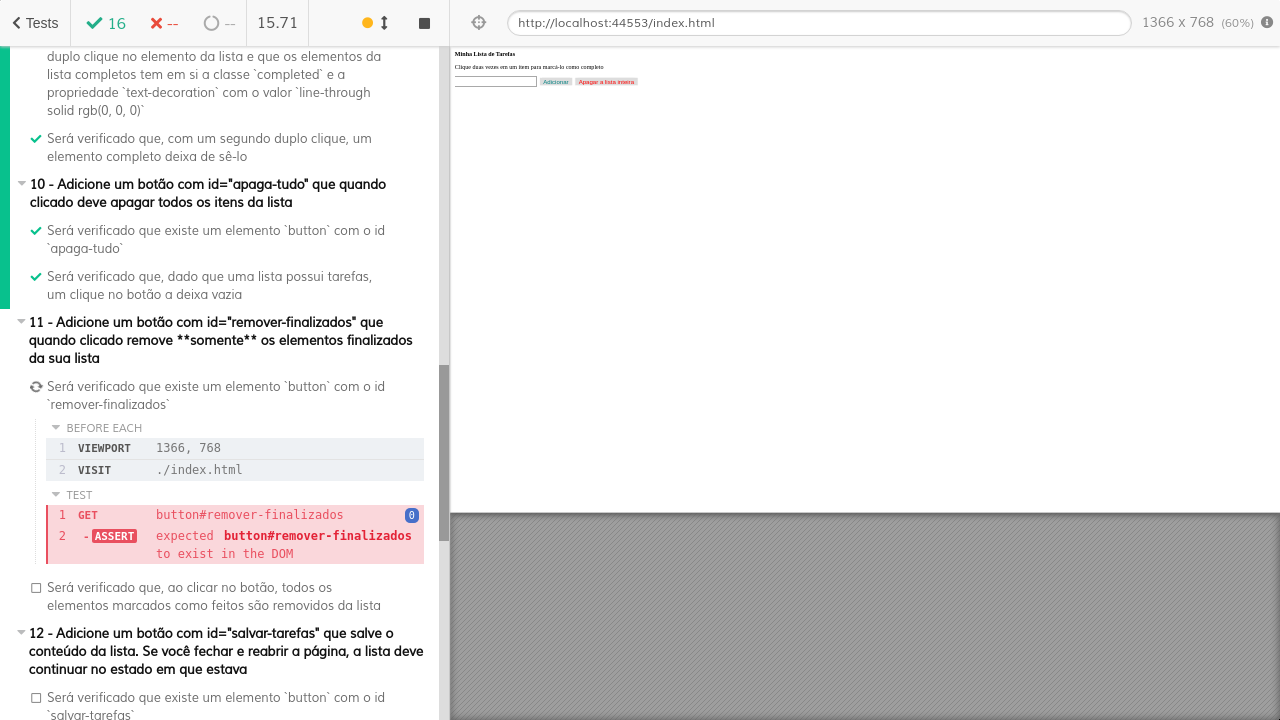 Tests
16
--
--
15.71
http://localhost:44553/index.html
1366 x 768 (60%)
duplo clique no elemento da lista e que os elementos da
lista completos tem em si a classe `completed` e a
propriedade `text-decoration` com o valor `line-through
solid rgb(0, 0, 0)`
Será verificado que, com um segundo duplo clique, um
elemento completo deixa de sê-lo
10 - Adicione um botão com id="apaga-tudo" que quando
clicado deve apagar todos os itens da lista
Será verificado que existe um elemento `button` com o id
`apaga-tudo`
Será verificado que, dado que uma lista possui tarefas,
um clique no botão a deixa vazia
11 - Adicione um botão com id="remover-finalizados" que
quando clicado remove **somente** os elementos finalizados
da sua lista
Será verificado que existe um elemento `button` com o id
`remover-finalizados`
BEFORE EACH
1 VIEWPORT 1366, 768
2 VISIT ./index.html
TEST
1 GET button#remover-finalizados 0
2 -ASSERT expected button#remover-finalizados
to exist in the DOM
Será verificado que, ao clicar no botão, todos os
elementos marcados como feitos são removidos da lista
12 - Adicione um botão com id="salvar-tarefas" que salve o
conteúdo da lista. Se você fechar e reabrir a página, a lista deve
continuar no estado em que estava
Será verificado que existe um elemento `button` com o id
`salvar-tarefas`
Minha Lista de Tarefas
Clique duas vezes em um item para marcá-lo como completo
Adicionar Apagar a lista inteira